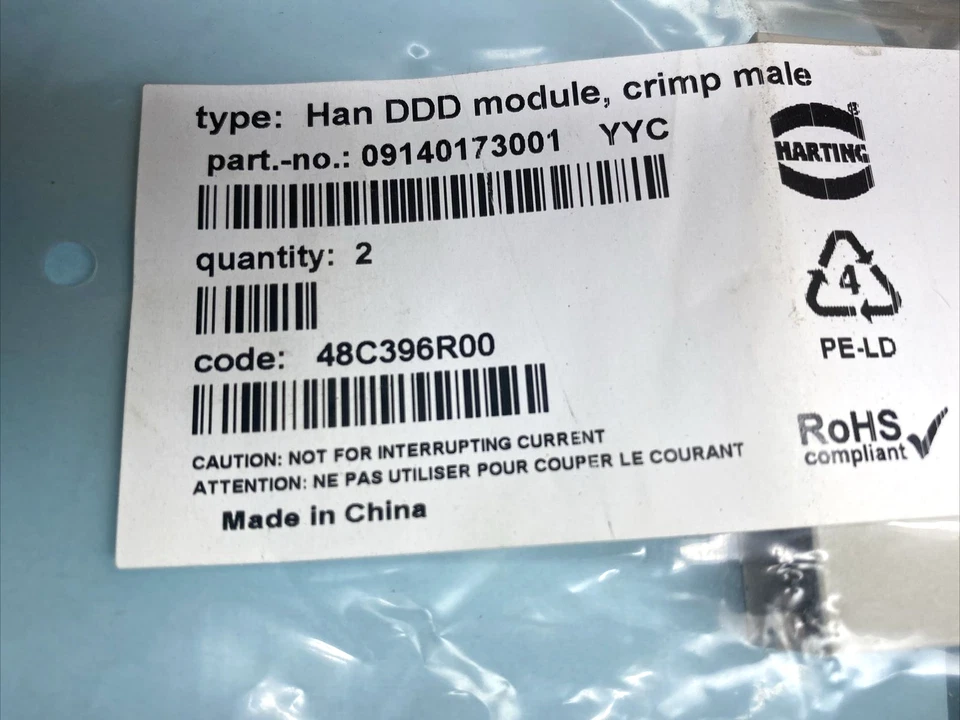 type: Han DDD module, crimp male
part.-no.: 09140173001 YYC
HARTING®
quantity: 2
4
PE-LD
code: 48C396R00
RoHS
compliant
CAUTION: NOT FOR INTERRUPTING CURRENT
ATTENTION: NE PAS UTILISER POUR COUPER LE COURANT
Made in China